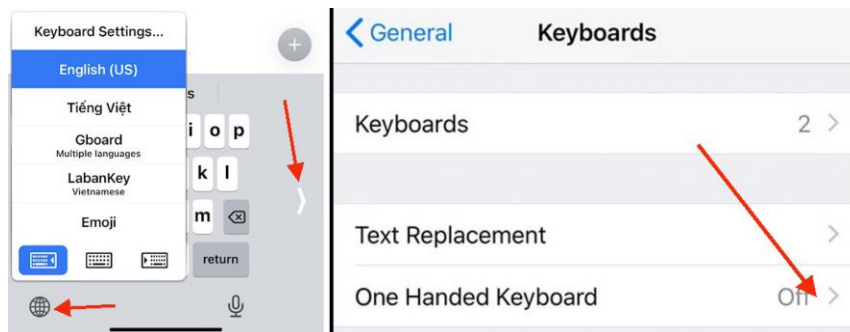 Keyboard Settings...
English (US)
Tiếng Việt
Gboard
Multiple languages
LabanKey
Vietnamese
Emoji
s
i o p
k l
m
return
General
Keyboards
Keyboards 2
Text Replacement
One Handed Keyboard Off